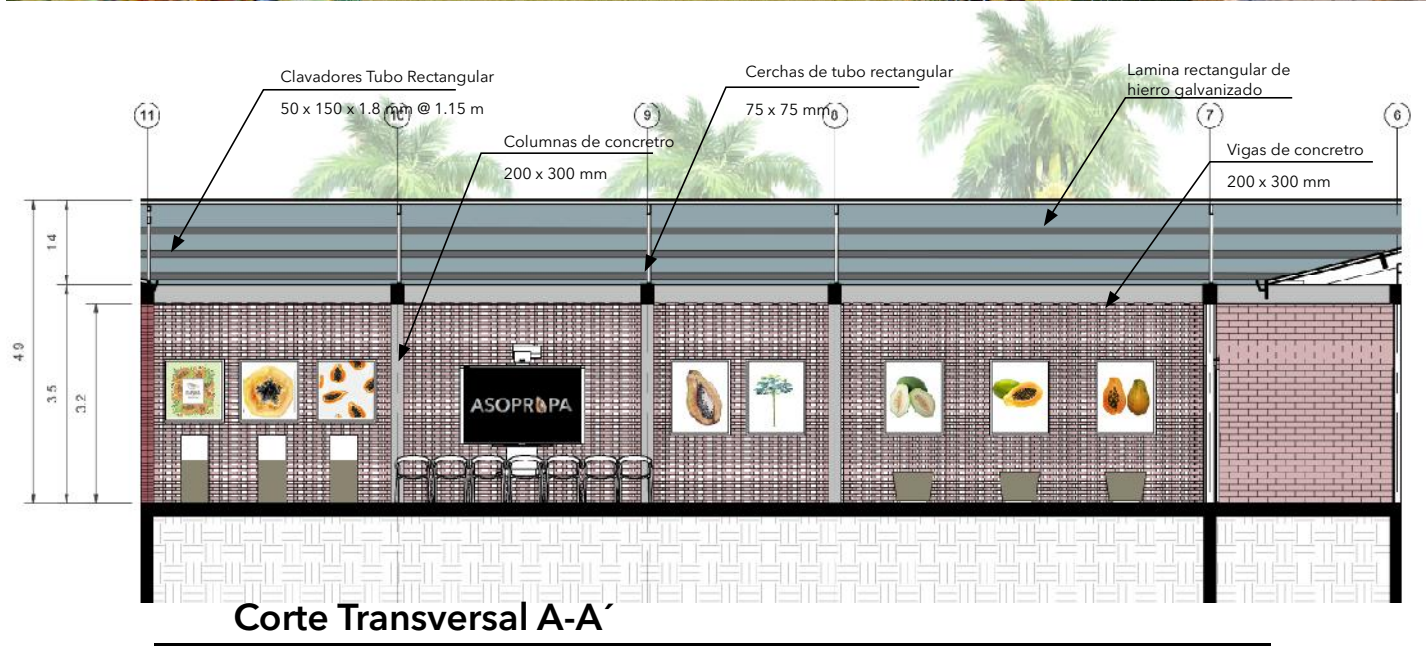 Clavadores Tubo Rectangular
50 x 150 x 1.8 mm @ 1.15 m
Cerchas de tubo rectangular
75 x 75 mm
Lamina rectangular de
hierro galvanizado
Columnas de concretro
200 x 300 mm
Vigas de concretro
200 x 300 mm
11
10
9
8
7
6
1 4
4 9
3.5
3.2
ASOPROPA
Corte Transversal A-A´